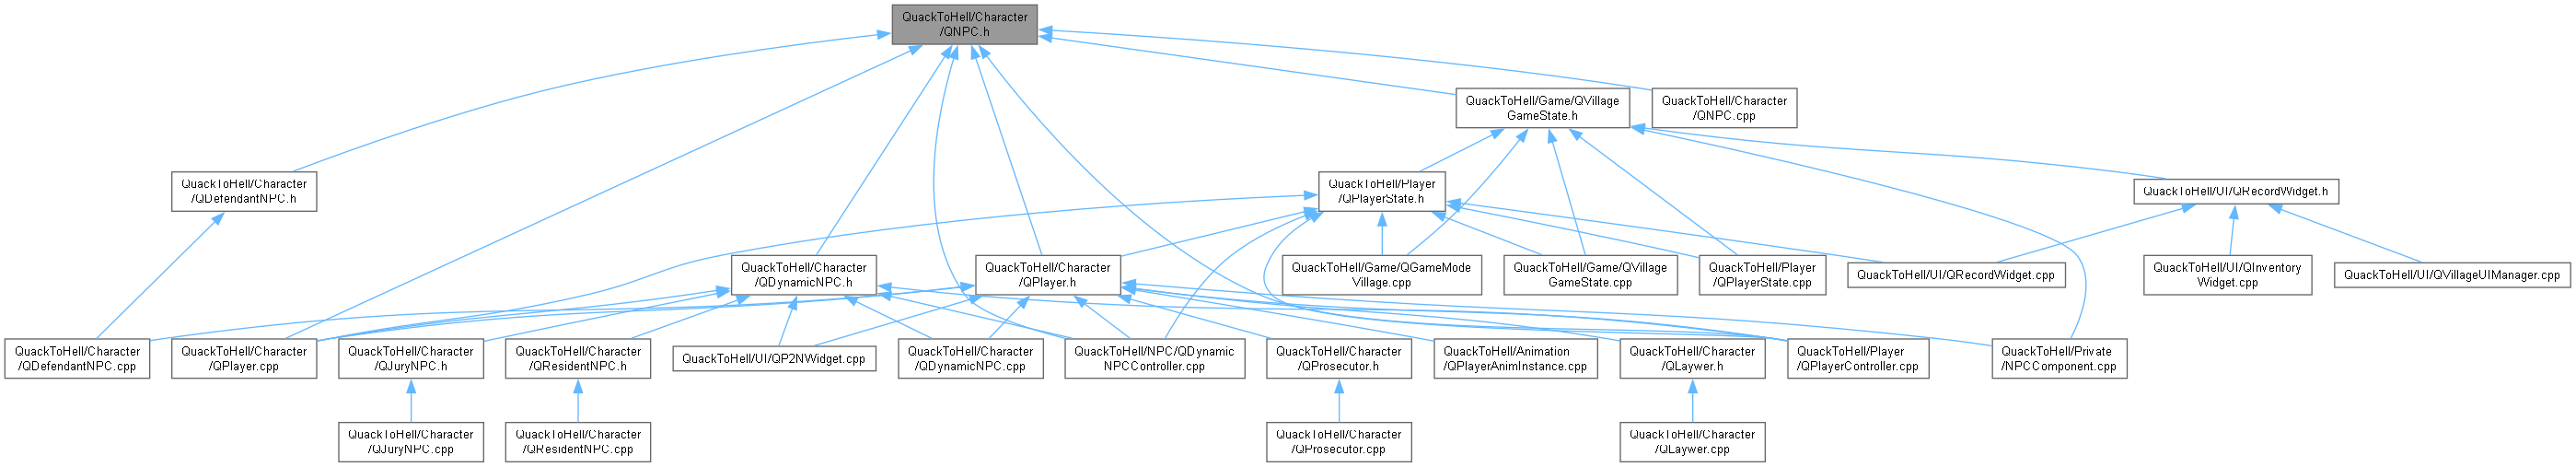 QuackToHell/Character
/QNPC.h
QuackToHell/Game/QVillage
GameState.h
QuackToHell/Character
/QNPC.cpp
QuackToHell/Character
/QDefendantNPC.h
QuackToHell/Player
/QPlayerState.h
QuackToHell/UI/QRecordWidget.h
QuackToHell/Character
/QDynamicNPC.h
QuackToHell/Character
/QPlayer.h
QuackToHell/Game/QGameMode
Village.cpp
QuackToHell/Game/QVillage
GameState.cpp
QuackToHell/Player
/QPlayerState.cpp
QuackToHell/UI/QRecordWidget.cpp
QuackToHell/UI/QInventory
Widget.cpp
QuackToHell/UI/QVillageUIManager.cpp
QuackToHell/Character
/QDefendantNPC.cpp
QuackToHell/Character
/QPlayer.cpp
QuackToHell/Character
/QJuryNPC.h
QuackToHell/Character
/QResidentNPC.h
QuackToHell/UI/QP2NWidget.cpp
QuackToHell/Character
/QDynamicNPC.cpp
QuackToHell/NPC/QDynamic
NPCController.cpp
QuackToHell/Character
/QProsecutor.h
QuackToHell/Animation
/QPlayerAnimInstance.cpp
QuackToHell/Character
/QLaywer.h
QuackToHell/Player
/QPlayerController.cpp
QuackToHell/Private
/NPCComponent.cpp
QuackToHell/Character
/QJuryNPC.cpp
QuackToHell/Character
/QResidentNPC.cpp
QuackToHell/Character
/QProsecutor.cpp
QuackToHell/Character
/QLaywer.cpp